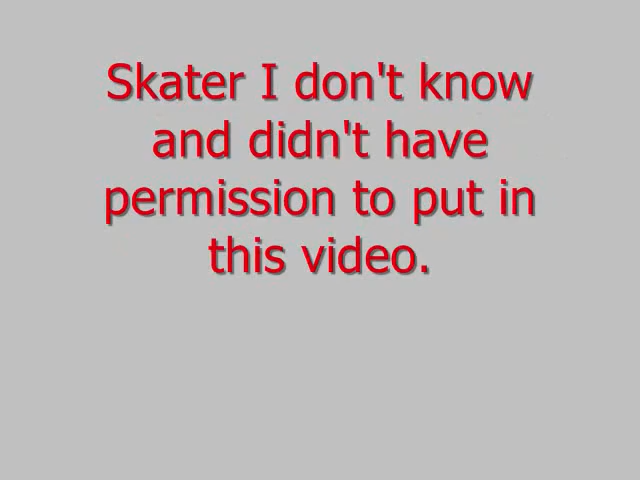 Skater I don't know
and didn't have
permission to put in
this video.